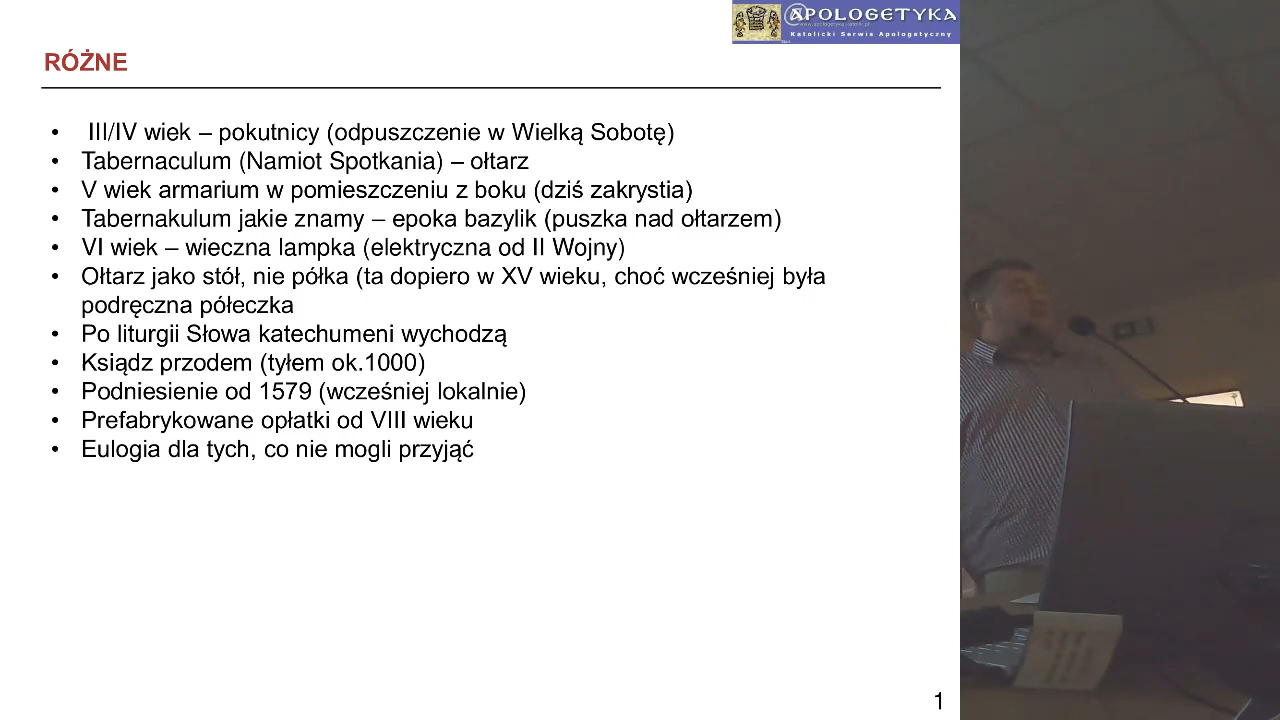 APOLOGETYKA
www.apologetyka.katolik.pl
Katolicki Serwis Apologetyczny
RÓŻNE
• III/IV wiek – pokutnicy (odpuszczenie w Wielką Sobotę)
• Tabernaculum (Namiot Spotkania) – ołtarz
• V wiek armarium w pomieszczeniu z boku (dziś zakrystia)
• Tabernakulum jakie znamy – epoka bazylik (puszka nad ołtarzem)
• VI wiek – wieczna lampka (elektryczna od II Wojny)
• Ołtarz jako stół, nie półka (ta dopiero w XV wieku, choć wcześniej była
podręczna półeczka
• Po liturgii Słowa katechumeni wychodzą
• Ksiądz przodem (tyłem ok.1000)
• Podniesienie od 1579 (wcześniej lokalnie)
• Prefabrykowane opłatki od VIII wieku
• Eulogia dla tych, co nie mogli przyjąć
1